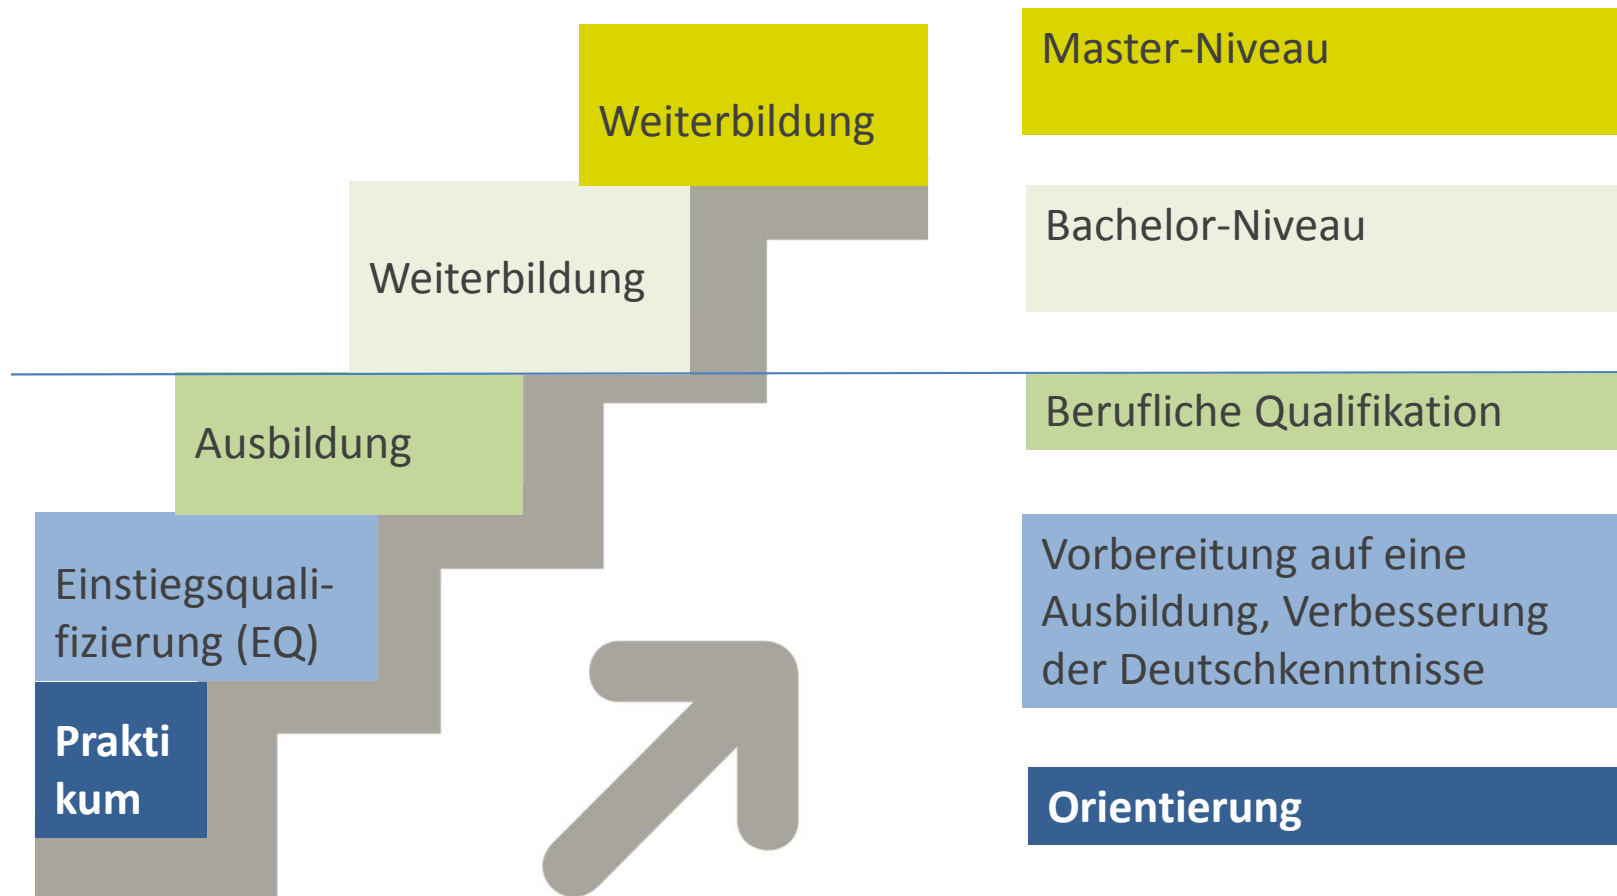 Weiterbildung
Master-Niveau
Weiterbildung
Bachelor-Niveau
Ausbildung
Berufliche Qualifikation
Einstiegsquali-
fizierung (EQ)
Vorbereitung auf eine
Ausbildung, Verbesserung
der Deutschkenntnisse
Prakti
kum
Orientierung